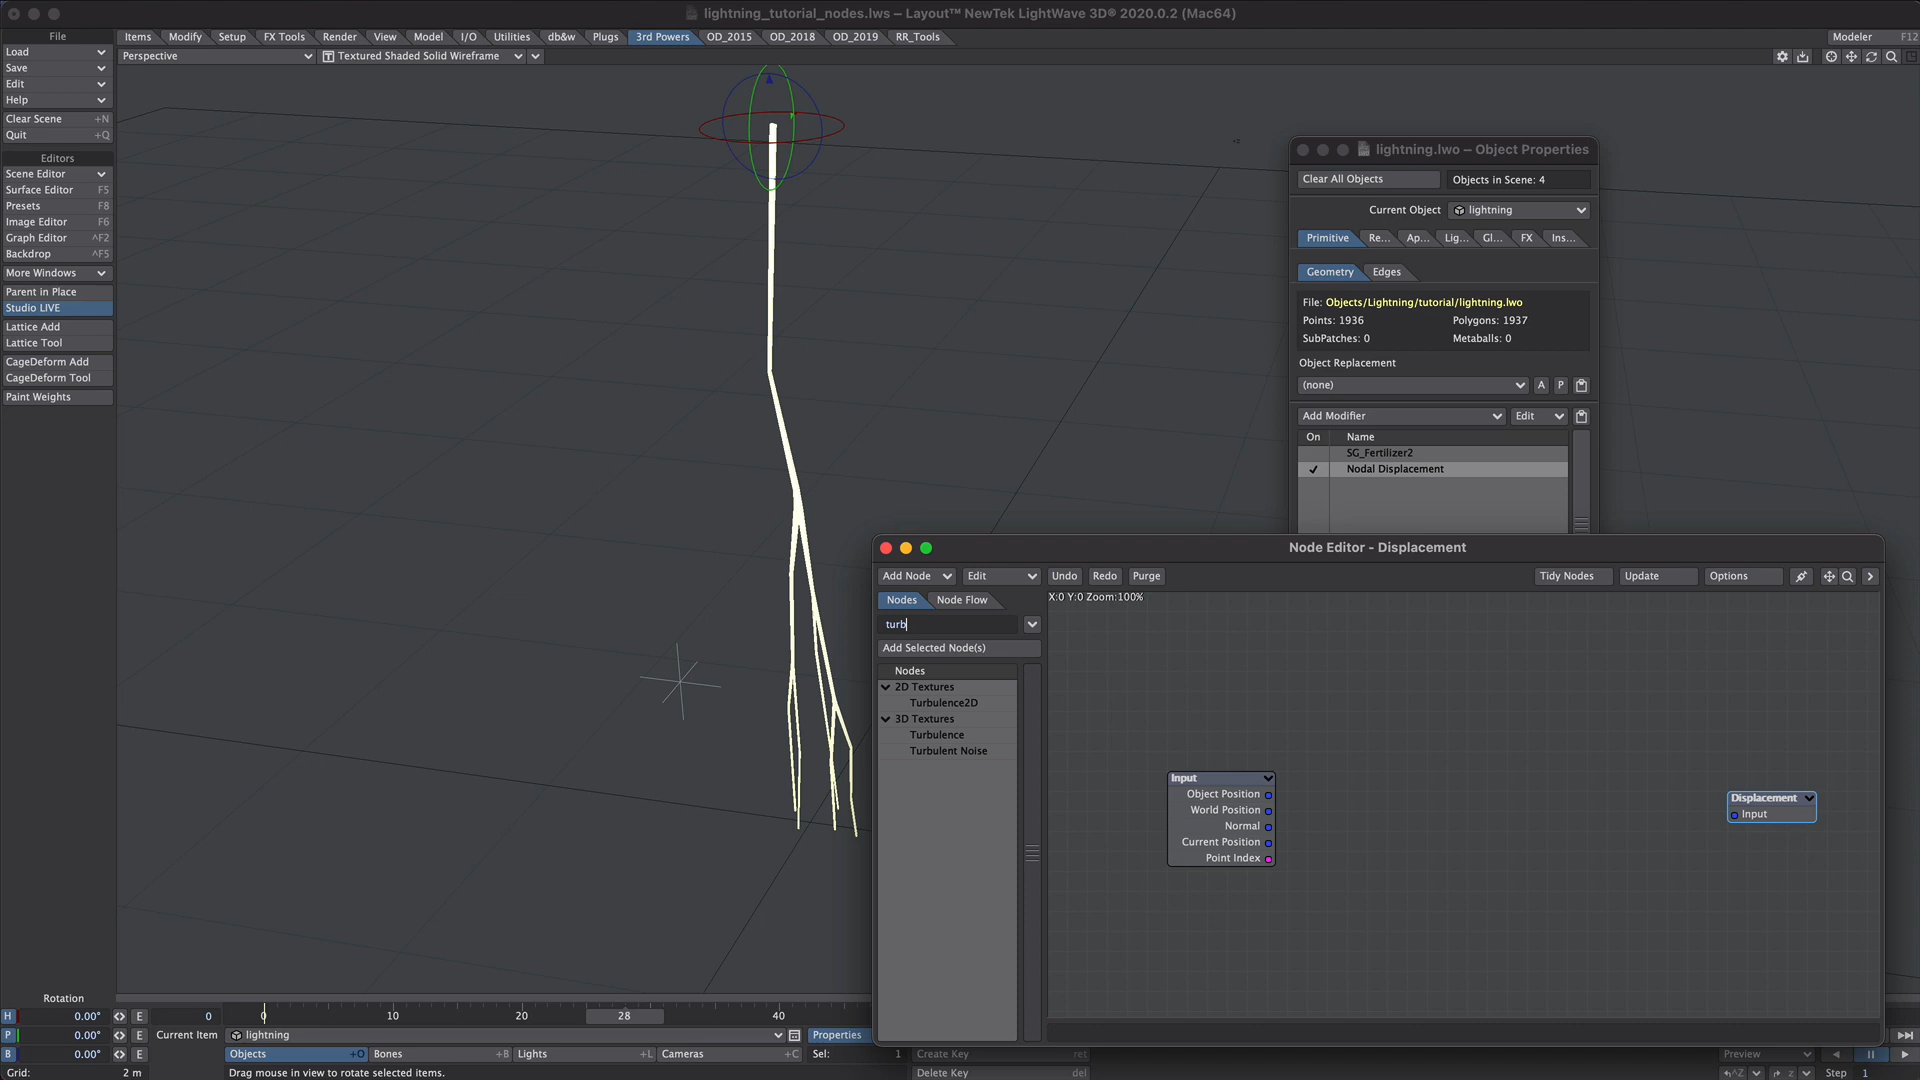 lightning_tutorial_nodes.lws — Layout™ NewTek LightWave 3D® 2020.0.2 (Mac64)
File
Items Modify Setup FX Tools Render View Model I/O Utilities db&w Plugs 3rd Powers OD_2015 OD_2018 OD_2019 RR_Tools Modeler F12
Load
Perspective Textured Shaded Solid Wireframe
Save
Edit
Help
Clear Scene +N
Quit +Q
Editors
Scene Editor
Surface Editor F5
Presets F8
Image Editor F6
Graph Editor ^F2
Backdrop ^F5
More Windows
Parent in Place
Studio LIVE
Lattice Add
Lattice Tool
CageDeform Add
CageDeform Tool
Paint Weights
lightning.lwo — Object Properties
Clear All Objects Objects in Scene: 4
Current Object lightning
Primitive Re... Ap... Lig... Gl... FX Ins...
Geometry Edges
File: Objects/Lightning/tutorial/lightning.lwo
Points: 1936 Polygons: 1937
SubPatches: 0 Metaballs: 0
Object Replacement
(none) A P
Add Modifier Edit
On Name
SG_Fertilizer2
✓ Nodal Displacement
Node Editor - Displacement
Add Node Edit Undo Redo Purge Tidy Nodes Update Options
Nodes Node Flow X:0 Y:0 Zoom:100%
turb
Add Selected Node(s)
Nodes
2D Textures
Turbulence2D
3D Textures
Turbulence
Turbulent Noise
Input
Object Position
World Position
Normal
Current Position
Point Index
Displacement
Input
Rotation
H 0.00° E 0 0 10 20 28 40
P 0.00° E Current Item lightning Properties
B 0.00° E Objects +O Bones +B Lights +L Cameras +C Sel: 1 Create Key ret Preview
Grid: 2 m Drag mouse in view to rotate selected items. Delete Key del ^Z z Step 1